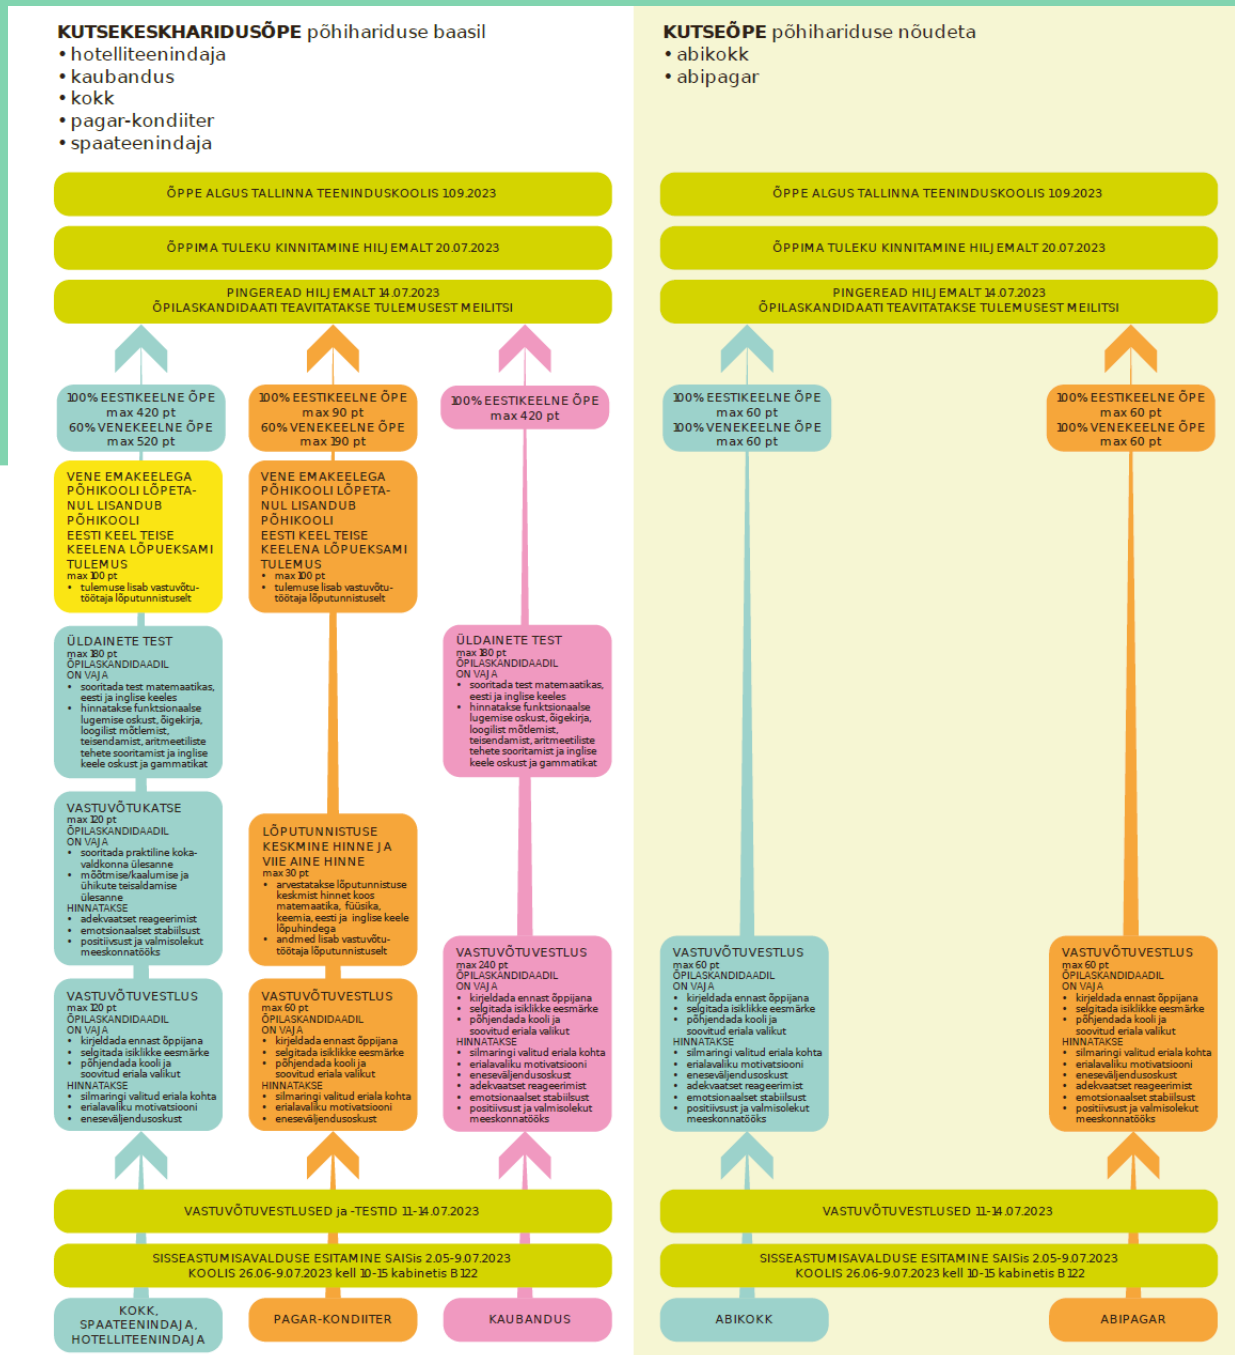 KUTSEKESKHARIDUSÕPE põhihariduse baasil
• hotelliteenindaja
• kaubandus
• kokk
• pagar-kondiiter
• spaateenindaja
ÕPPE ALGUS TALLINNA TEENINDUSKOOLIS 1.09.2023
ÕPPIMA TULEKU KINNITAMINE HILJEMALT 20.07.2023
PINGEREAD HILJEMALT 14.07.2023
ÕPILASKANDIDAATI TEAVITATAKSE TULEMUSEST MEILITSI
100% EESTIKEELNE ÕPE
max 420 pt
60% VENEKEELNE ÕPE
max 520 pt
VENE EMAKEELEGA
PÕHIKOOLI LÕPETA-
NUL LISANDUB
PÕHIKOOLI
EESTI KEEL TEISE
KEELENA LÕPUEKSAMI
TULEMUS
max 100 pt
• tulemuse lisab vastuvõtu-
töötaja lõputunnistuselt
ÜLDAINETE TEST
max 180 pt
ÕPILASKANDIDAADIL
ON VAJA
• sooritada test matemaatikas,
eesti ja inglise keeles
• hinnatakse funktsionaalse
lugemise oskust, õigekirja,
loogilist mõtlemist,
teisendamist, aritmeetiliste
tehete sooritamist ja inglise
keele oskust ja gammatikat
VASTUVÕTUKATSE
max 120 pt
ÕPILASKANDIDAADIL
ON VAJA
• sooritada praktiline koka-
valdkonna ülesanne
• mõõtmise/kaalumise ja
ühikute teisaldamise
ülesanne
HINNATAKSE
• adekvaatset reageerimist
• emotsionaalset stabiilsust
• positiivsust ja valmisolekut
meeskonnatööks
VASTUVÕTUVESTLUS
max 120 pt
ÕPILASKANDIDAADIL
ON VAJA
• kirjeldada ennast õppijana
• selgitada isiklikke eesmärke
• põhjendada kooli ja
soovitud eriala valikut
HINNATAKSE
• silmaringi valitud eriala kohta
• erialavaliku motivatsiooni
• eneseväljendusoskust
100% EESTIKEELNE ÕPE
max 90 pt
60% VENEKEELNE ÕPE
max 190 pt
VENE EMAKEELEGA
PÕHIKOOLI LÕPETA-
NUL LISANDUB
PÕHIKOOLI
EESTI KEEL TEISE
KEELENA LÕPUEKSAMI
TULEMUS
• max 100 pt
• tulemuse lisab vastuvõtu-
töötaja lõputunnistuselt
LÕPUTUNNISTUSE
KESKMINE HINNE JA
VIIE AINE HINNE
max 30 pt
• arvestatakse lõputunnistuse
keskmist hinnet koos
matemaatika, füüsika,
keemia, eesti ja inglise keele
lõpuhindega
• andmed lisab vastuvõtu-
töötaja lõputunnistuselt
VASTUVÕTUVESTLUS
max 60 pt
ÕPILASKANDIDAADIL
ON VAJA
• kirjeldada ennast õppijana
• selgitada isiklikke eesmärke
• põhjendada kooli ja
soovitud eriala valikut
HINNATAKSE
• silmaringi valitud eriala kohta
• erialavaliku motivatsiooni
• eneseväljendusoskust
100% EESTIKEELNE ÕPE
max 420 pt
ÜLDAINETE TEST
max 180 pt
ÕPILASKANDIDAADIL
ON VAJA
• sooritada test matemaatikas,
eesti ja inglise keeles
• hinnatakse funktsionaalse
lugemise oskust, õigekirja,
loogilist mõtlemist,
teisendamist, aritmeetiliste
tehete sooritamist ja inglise
keele oskust ja gammatikat
VASTUVÕTUVESTLUS
max 240 pt
ÕPILASKANDIDAADIL
ON VAJA
• kirjeldada ennast õppijana
• selgitada isiklikke eesmärke
• põhjendada kooli ja
soovitud eriala valikut
HINNATAKSE
• silmaringi valitud eriala kohta
• erialavaliku motivatsiooni
• eneseväljendusoskust
• adekvaatset reageerimist
• emotsionaalset stabiilsust
• positiivsust ja valmisolekut
meeskonnatööks
VASTUVÕTUVESTLUSED ja -TESTID 11.-14.07.2023
SISSEASTUMISAVALDUSE ESITAMINE SAISis 2.05-9.07.2023
KOOLIS 26.06-9.07.2023 kell 10-15 kabinetis B122
KOKK,
SPAATEENINDAJA,
HOTELLITEENINDAJA
PAGAR-KONDIITER
KAUBANDUS
KUTSEÕPE põhihariduse nõudeta
• abikokk
• abipagar
ÕPPE ALGUS TALLINNA TEENINDUSKOOLIS 1.09.2023
ÕPPIMA TULEKU KINNITAMINE HILJEMALT 20.07.2023
PINGEREAD HILJEMALT 14.07.2023
ÕPILASKANDIDAATI TEAVITATAKSE TULEMUSEST MEILITSI
100% EESTIKEELNE ÕPE
max 60 pt
100% VENEKEELNE ÕPE
max 60 pt
VASTUVÕTUVESTLUS
max 60 pt
ÕPILASKANDIDAADIL
ON VAJA
• kirjeldada ennast õppijana
• selgitada isiklikke eesmärke
• põhjendada kooli ja
soovitud eriala valikut
HINNATAKSE
• silmaringi valitud eriala kohta
• erialavaliku motivatsiooni
• eneseväljendusoskust
• adekvaatset reageerimist
• emotsionaalset stabiilsust
• positiivsust ja valmisolekut
meeskonnatööks
100% EESTIKEELNE ÕPE
max 60 pt
100% VENEKEELNE ÕPE
max 60 pt
VASTUVÕTUVESTLUS
max 60 pt
ÕPILASKANDIDAADIL
ON VAJA
• kirjeldada ennast õppijana
• selgitada isiklikke eesmärke
• põhjendada kooli ja
soovitud eriala valikut
HINNATAKSE
• silmaringi valitud eriala kohta
• erialavaliku motivatsiooni
• eneseväljendusoskust
• adekvaatset reageerimist
• emotsionaalset stabiilsust
• positiivsust ja valmisolekut
meeskonnatööks
VASTUVÕTUVESTLUSED 11.-14.07.2023
SISSEASTUMISAVALDUSE ESITAMINE SAISis 2.05-9.07.2023
KOOLIS 26.06-9.07.2023 kell 10-15 kabinetis B122
ABIKOKK
ABIPAGAR